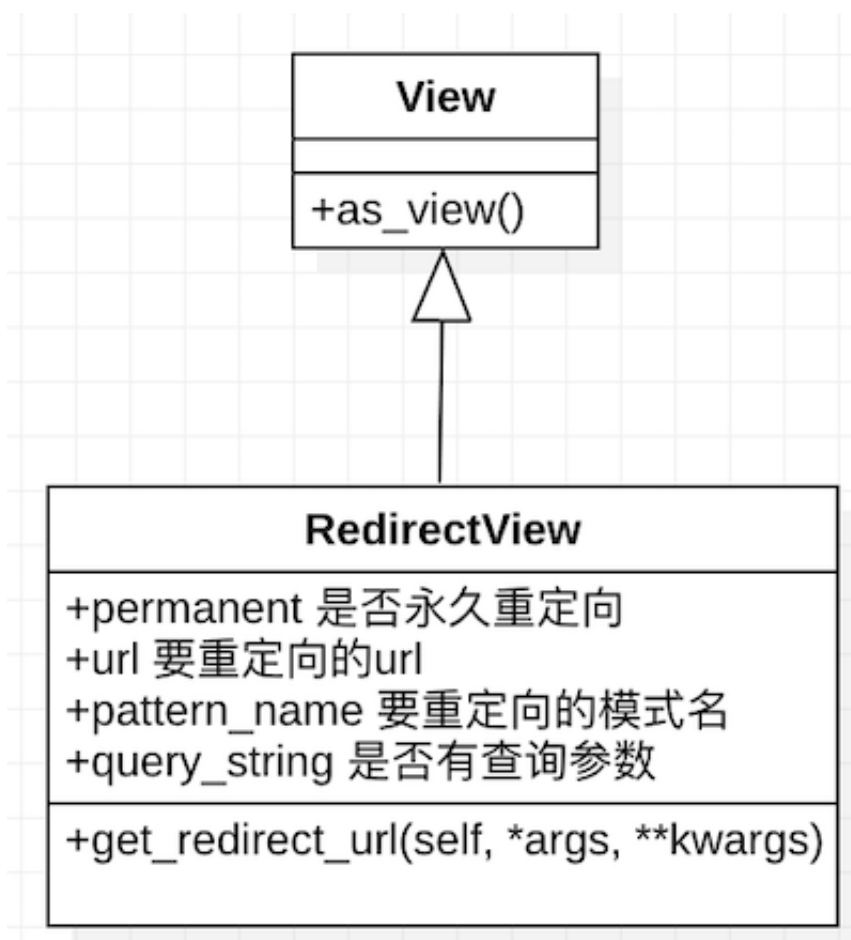 View
+as_view()
RedirectView
+permanent 是否永久重定向
+url 要重定向的url
+pattern_name 要重定向的模式名
+query_string 是否有查询参数
+get_redirect_url(self, *args, **kwargs)